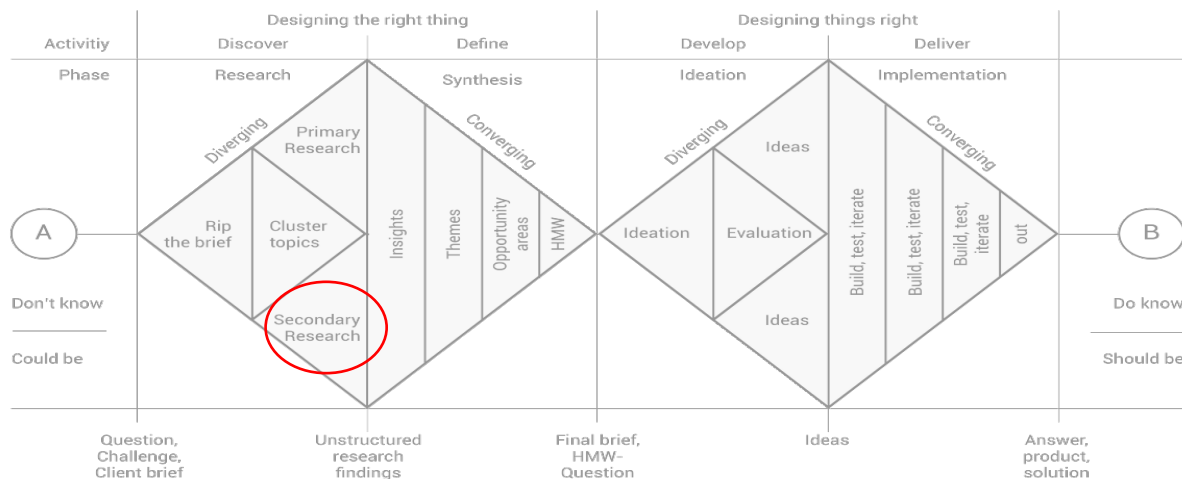 Designing the right thing
Designing things right
Activitiy
Discover
Define
Develop
Deliver
Phase
Research
Synthesis
Ideation
Implementation
Diverging
Primary
Research
Converging
Diverging
Ideas
Converging
A
Rip
the brief
Cluster
topics
Insights
Themes
Opportunity
areas
HMW
Ideation
Evaluation
Build, test, iterate
Build, test, iterate
Build, test,
iterate
out
B
Don't know
Could be
Secondary
Research
Ideas
Do know
Should be
Question,
Challenge,
Client brief
Unstructured
research
findings
Final brief,
HMW-
Question
Ideas
Answer,
product,
solution